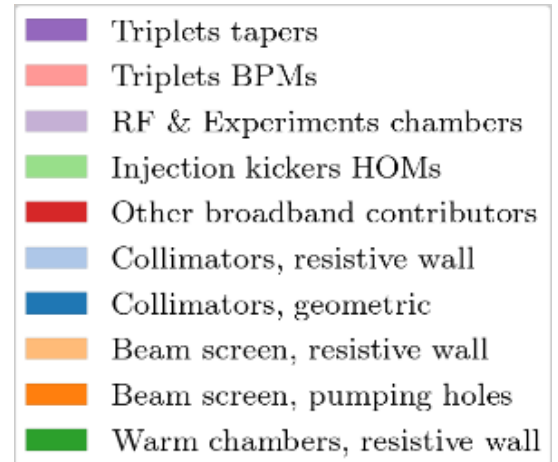 Triplets tapers
Triplets BPMs
RF & Experiments chambers
Injection kickers HOMs
Other broadband contributors
Collimators, resistive wall
Collimators, geometric
Beam screen, resistive wall
Beam screen, pumping holes
Warm chambers, resistive wall